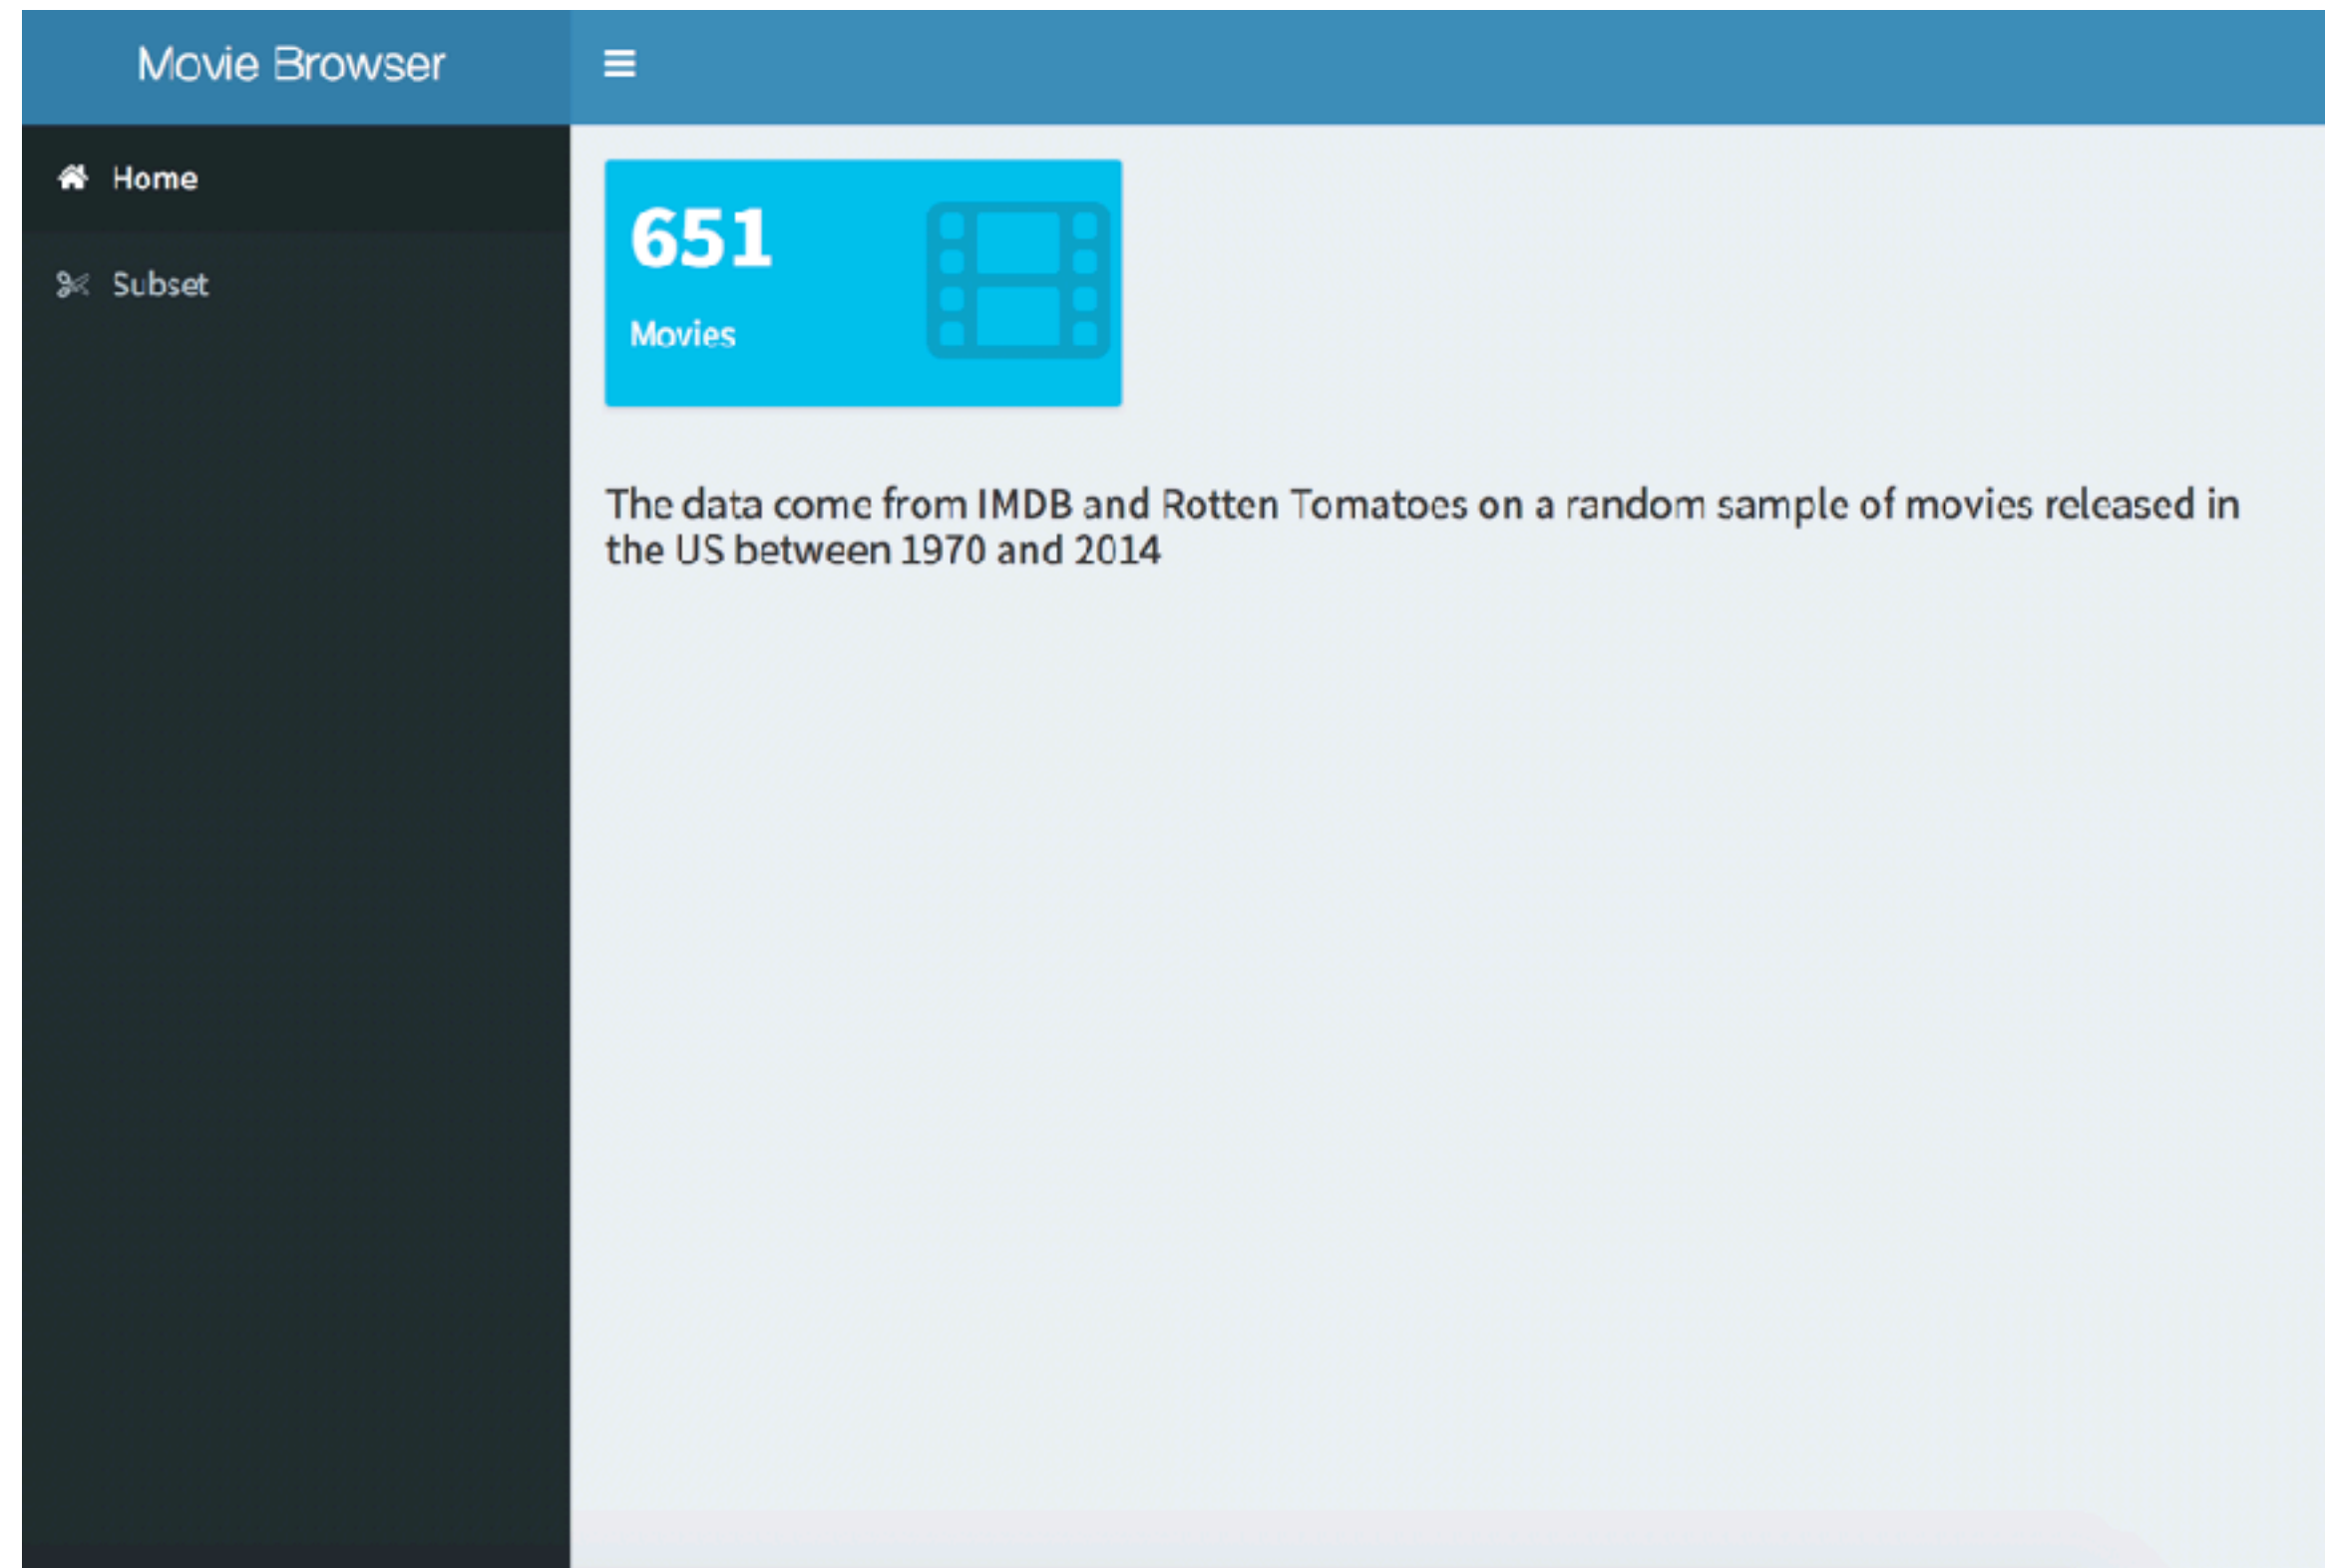 Movie Browser
Home
Subset
651
Movies
The data come from IMDB and Rotten Tomatoes on a random sample of movies released in
the US between 1970 and 2014